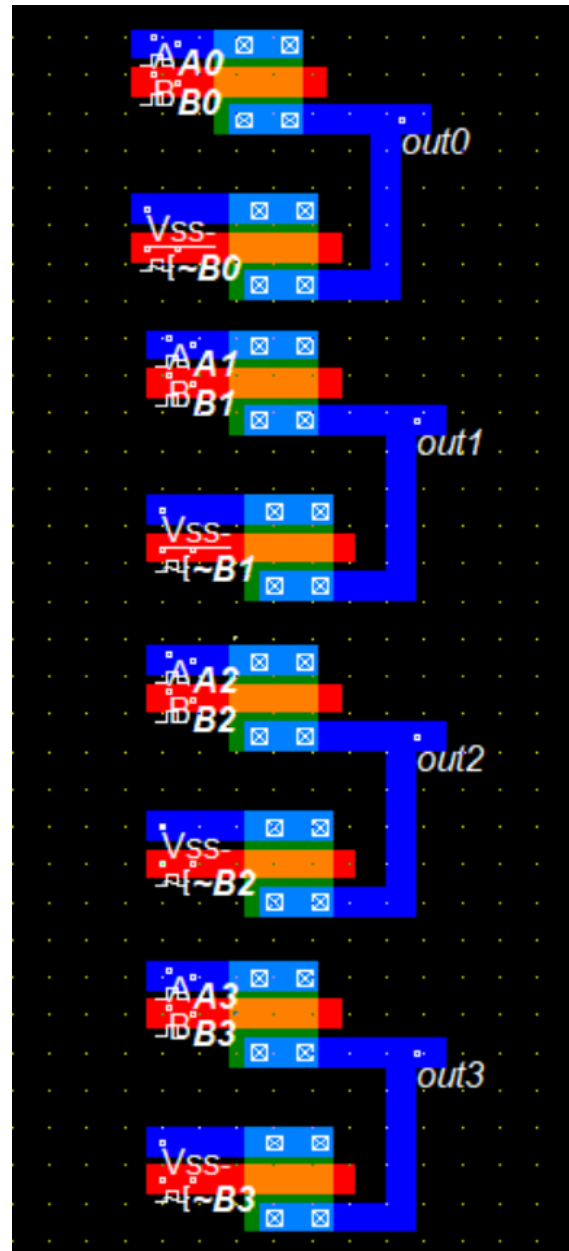 A A0
B B0
out0
Vss-
~B0
A A1
B B1
out1
Vss-
~B1
A A2
B B2
out2
Vss-
~B2
A A3
B B3
out3
Vss-
~B3